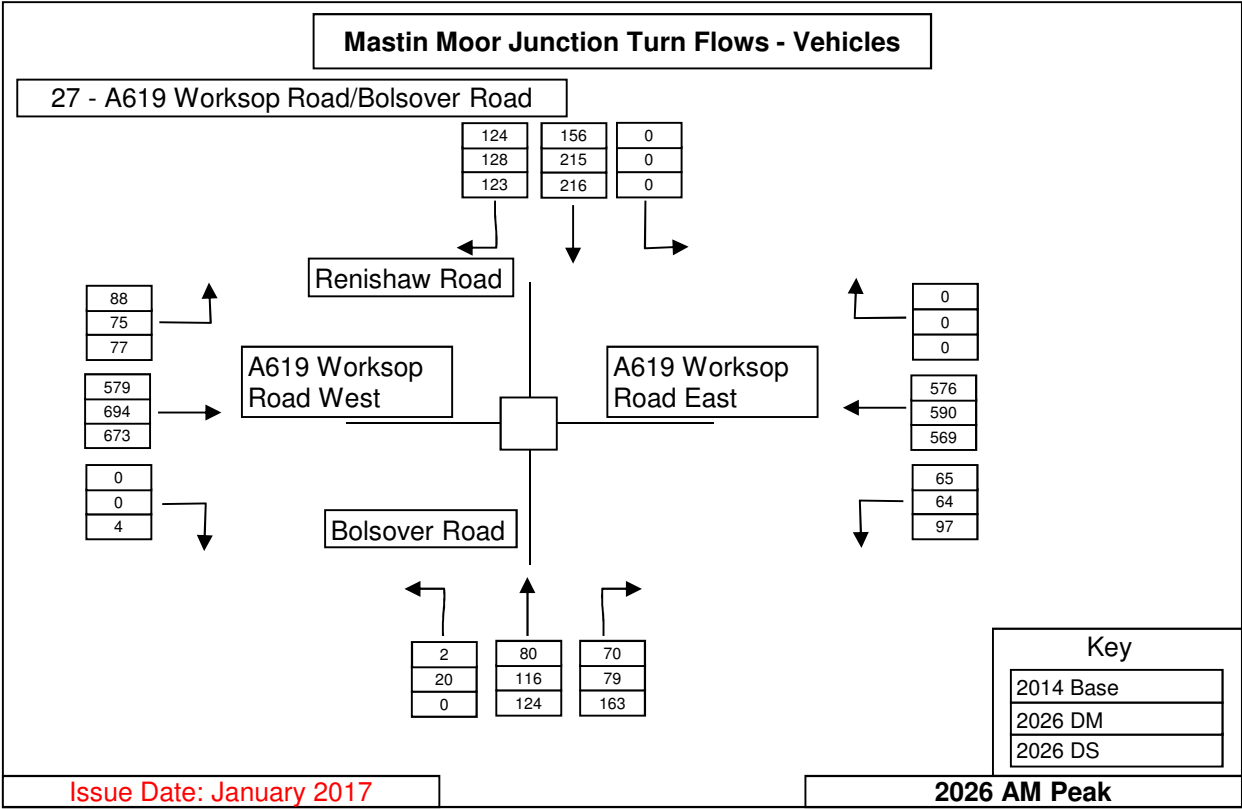 Mastin Moor Junction Turn Flows - Vehicles
27 - A619 Worksop Road/Bolsover Road
124 156 0
128 215 0
123 216 0
Renishaw Road
88
75
77
0
0
0
A619 Worksop
Road West
A619 Worksop
Road East
579
694
673
576
590
569
0
0
4
65
64
97
Bolsover Road
2 80 70
20 116 79
0 124 163
Key
2014 Base
2026 DM
2026 DS
Issue Date: January 2017
2026 AM Peak